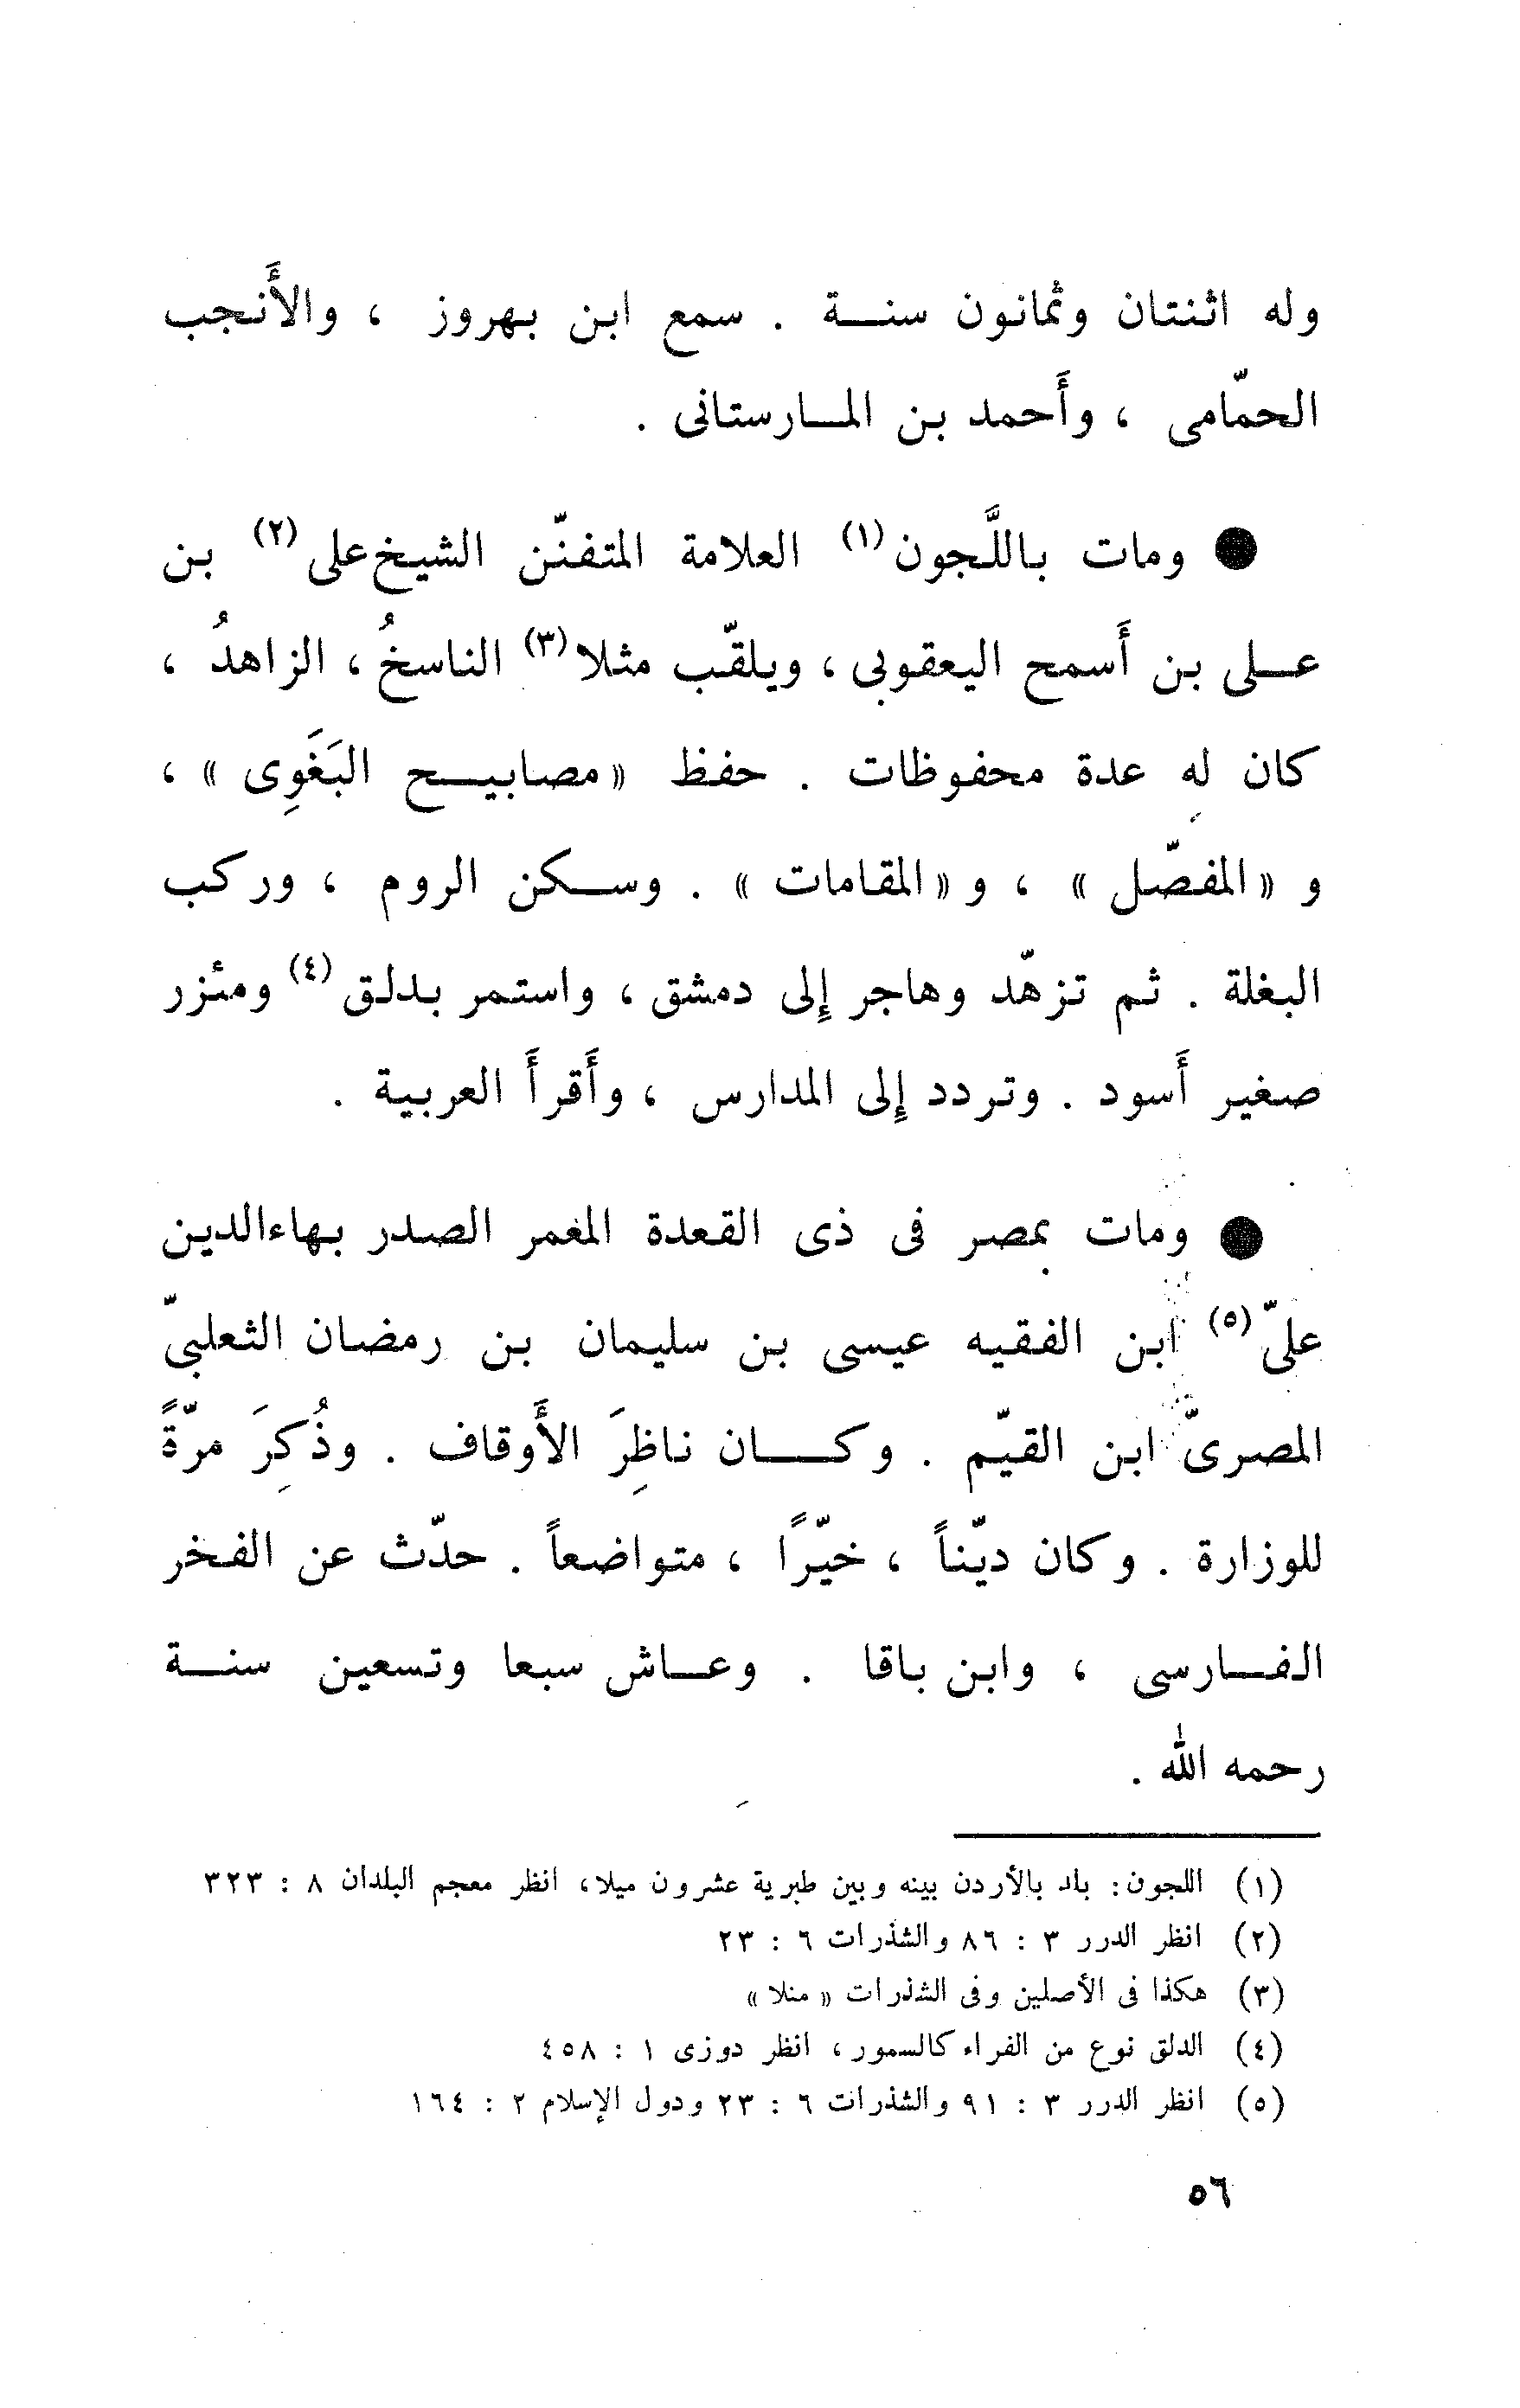 وله اثنتان وثمانون سنة . سمع ابن بهروز ، والأَنجب
الحمّامى ، وأَحمد بن المارستانى .
● ومات باللَّجون (١) العلامة المتفنّن الشيخ على (٢) بن
على بن أَسمح اليعقوبى ، ويلقّب مثلا (٣) الناسخُ ، الزاهدُ ،
كان له عدة محفوظات . حفظ « مصابيح البَغَوِى » ،
و « المفصّل » ، و « المقامات » . وسكن الروم ، وركب
البغلة . ثم تزهّد وهاجر إِلى دمشق ، واستمر بدلق (٤) ومئزر
صغير أَسود . وتردد إِلى المدارس ، وأَقرأَ العربية .
● ومات بمصر فى ذى القعدة المغمر الصدر بهاءالدين
علىّ (٥) ابن الفقيه عيسى بن سليمان بن رمضان الثعلبىّ
المصرىّ ابن القيّم . وكان ناظِرَ الأَوقاف . وذُكِرَ مرّةً
للوزارة . وكان ديّناً ، خيّرًا ، متواضعاً . حدّث عن الفخر
الفارسى ، وابن باقا . وعاش سبعا وتسعين سنة
رحمه الله .
(١) اللجون : بلد بالأردن بينه وبين طبرية عشرون ميلا، انظر معجم البلدان ٨ : ٣٢٣
(٢) انظر الدرر ٣ : ٨٦ والشذرات ٦ : ٢٣
(٣) هكذا فى الأصلين وفى الشذرات « منلا »
(٤) الدلق نوع من الفراء كالسمور ، انظر دوزى ١ : ٤٥٨
(٥) انظر الدرر ٣ : ٩١ والشذرات ٦ : ٢٣ ودول الإسلام ٢ : ١٦٤
٥٦